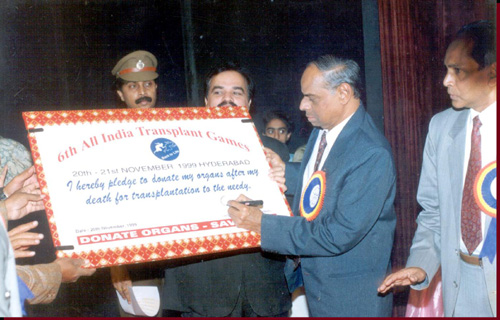 6th All India Transplant Games
20th - 21st NOVEMBER 1999 HYDERABAD
I hereby pledge to donate my organs after my
death for transplantation to the needy.
DONATE ORGANS - SAV